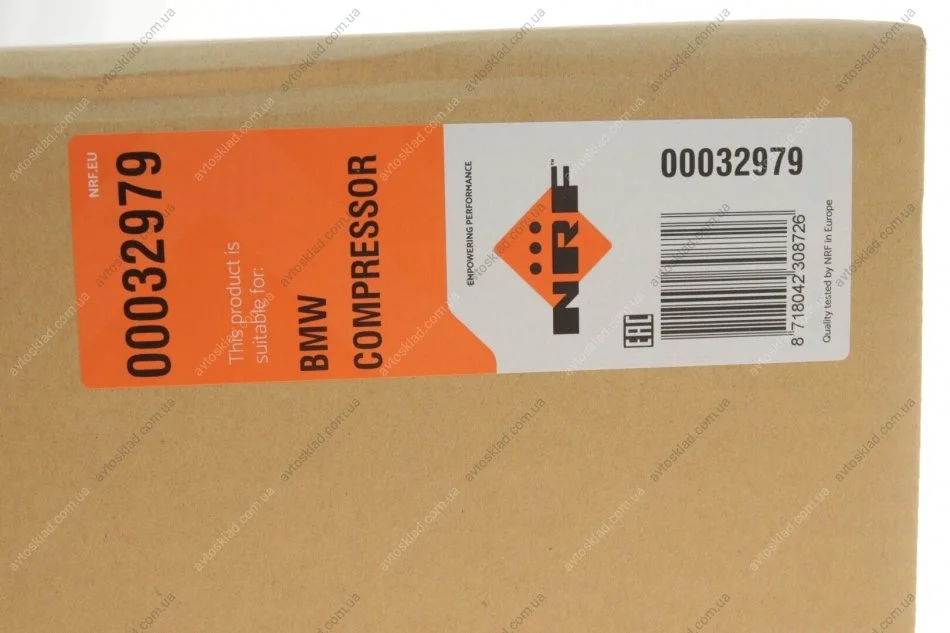 NRF.EU
00032979
This product is
suitable for:
BMW
COMPRESSOR
EMPOWERING PERFORMANCE
NRF™
EAC
00032979
8 718042 308726
Quality tested by NRF in Europe
avtosklad.com.ua